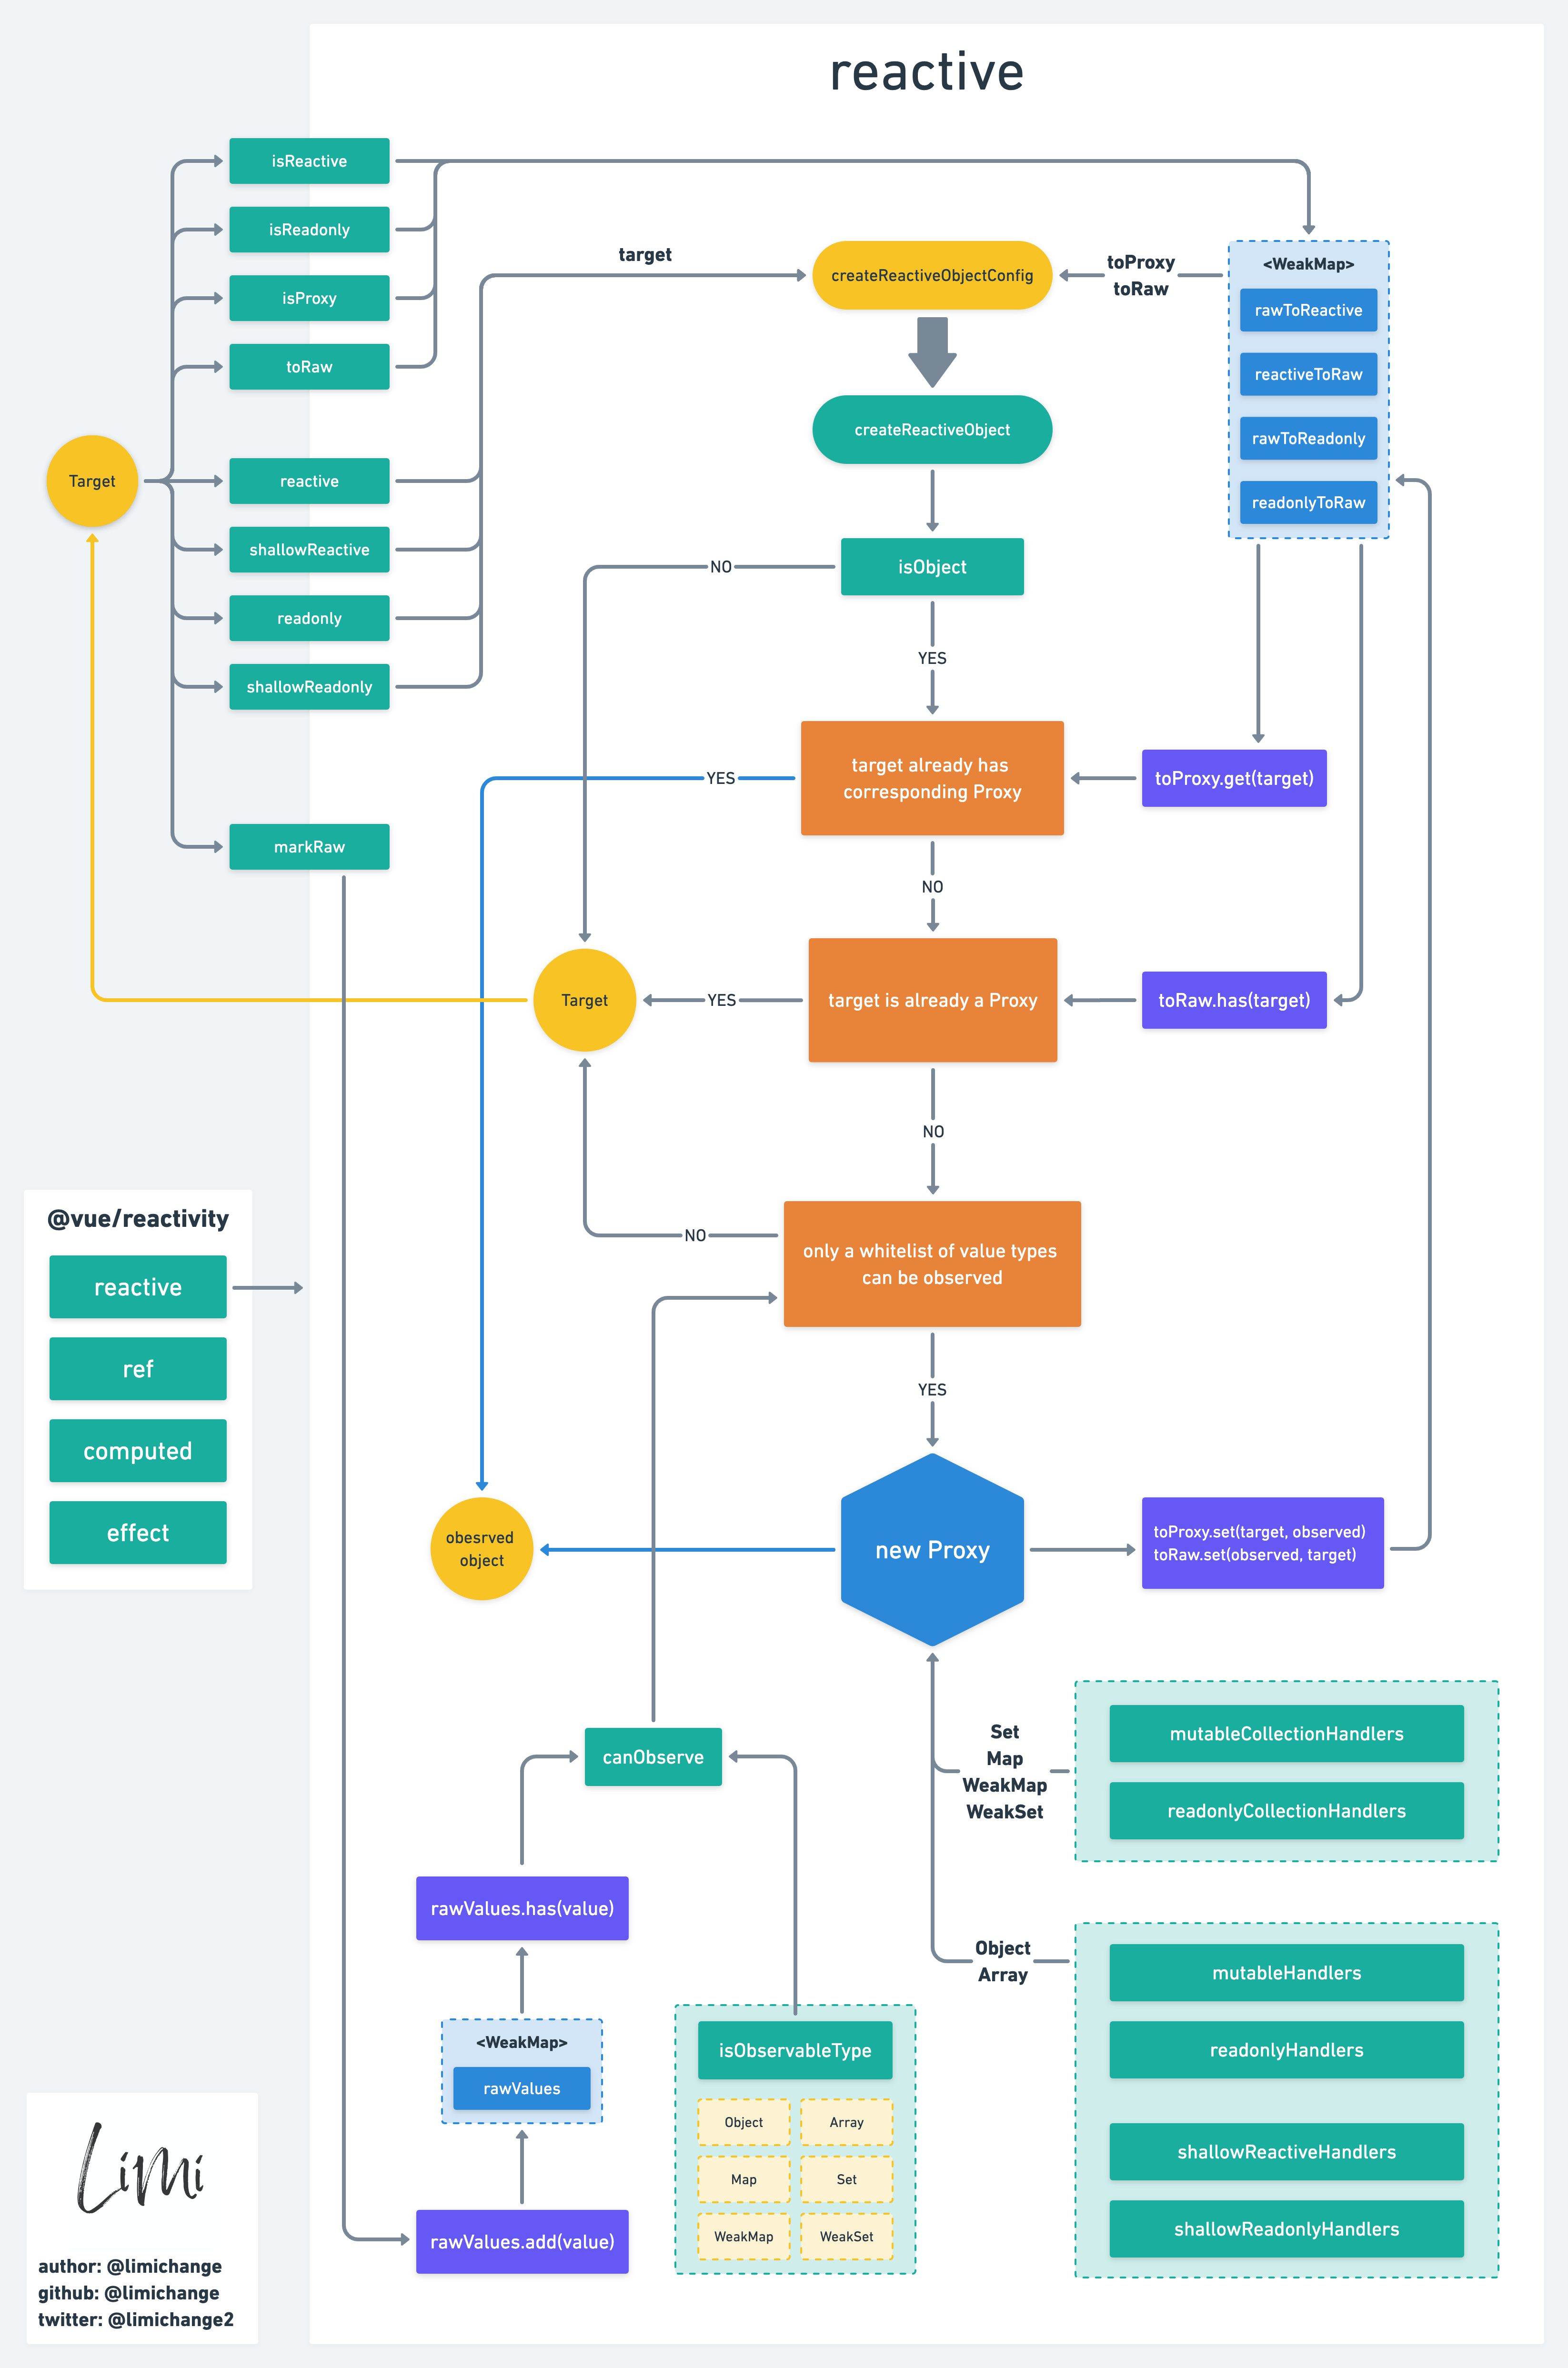 reactive
isReactive
isReadonly
isProxy
toRaw
Target
reactive
shallowReactive
readonly
shallowReadonly
markRaw
target
createReactiveObjectConfig
toProxy
toRaw
<WeakMap>
rawToReactive
reactiveToRaw
rawToReadonly
readonlyToRaw
createReactiveObject
isObject
NO
YES
target already has
corresponding Proxy
toProxy.get(target)
YES
NO
Target
YES
target is already a Proxy
toRaw.has(target)
NO
only a whitelist of value types
can be observed
NO
YES
@vue/reactivity
reactive
ref
computed
effect
obesrved
object
new Proxy
toProxy.set(target, observed)
toRaw.set(observed, target)
canObserve
Set
Map
WeakMap
WeakSet
mutableCollectionHandlers
readonlyCollectionHandlers
rawValues.has(value)
Object
Array
mutableHandlers
readonlyHandlers
shallowReactiveHandlers
shallowReadonlyHandlers
<WeakMap>
rawValues
isObservableType
Object
Array
Map
Set
WeakMap
WeakSet
rawValues.add(value)
Limi
author: @limichange
github: @limichange
twitter: @limichange2